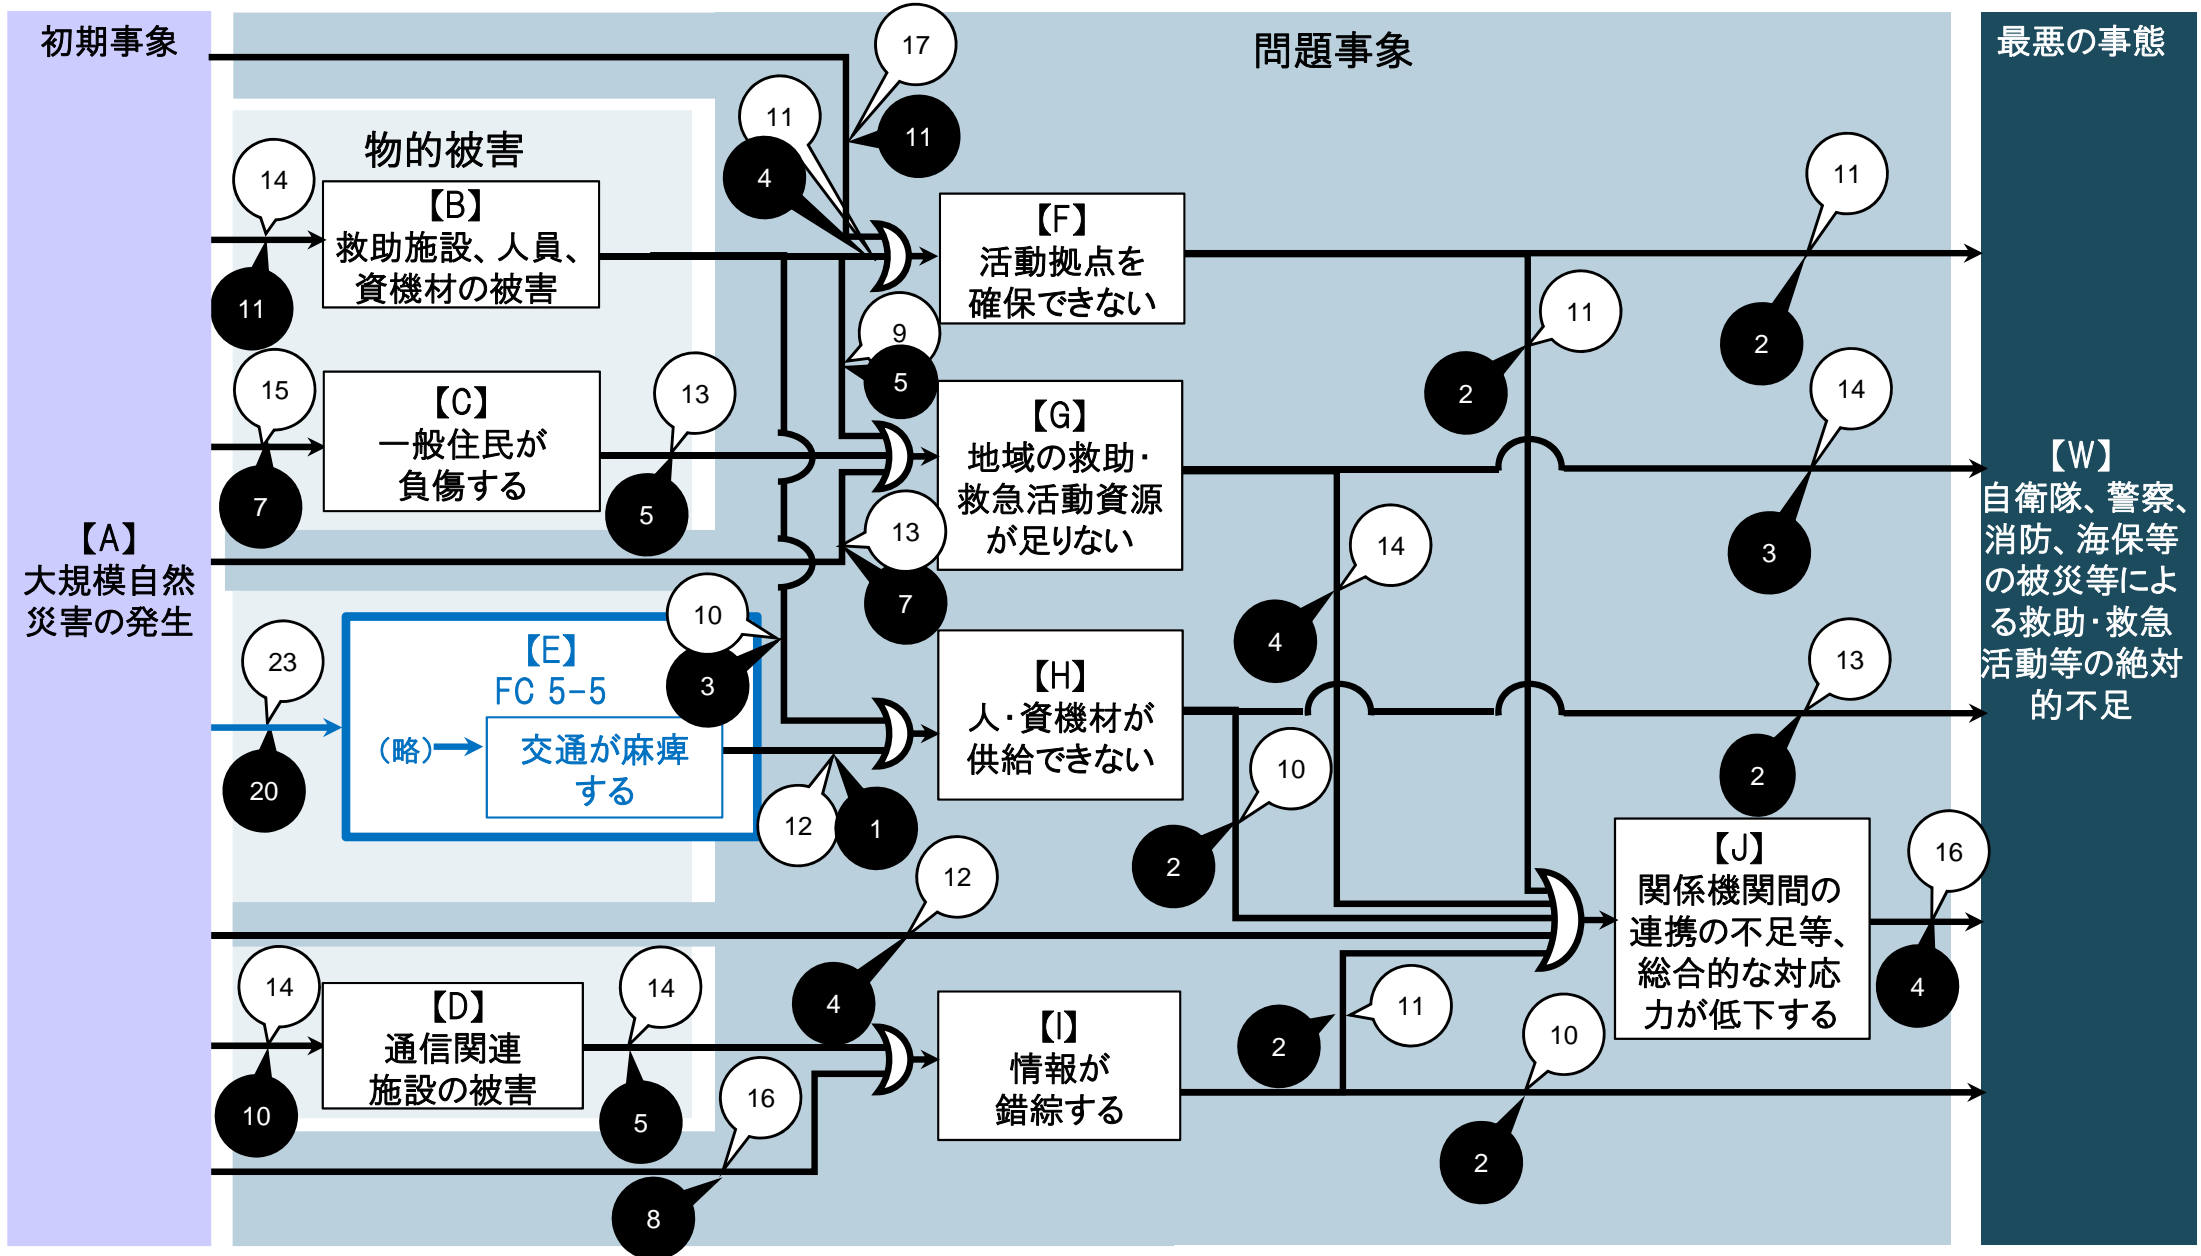 初期事象
問題事象
最悪の事態
【A】
大規模自然
災害の発生
物的被害
【B】
救助施設、人員、
資機材の被害
【C】
一般住民が
負傷する
【E】
FC 5-5
(略)
交通が麻痺
する
【D】
通信関連
施設の被害
【F】
活動拠点を
確保できない
【G】
地域の救助・
救急活動資源
が足りない
【H】
人・資機材が
供給できない
【I】
情報が
錯綜する
【J】
関係機関間の
連携の不足等、
総合的な対応
力が低下する
【W】
自衛隊、警察、
消防、海保等
の被災等によ
る救助・救急
活動等の絶対
的不足
17
11
11
4
14
11
15
7
13
5
9
5
13
7
23
20
10
3
12
1
12
4
14
10
14
5
16
8
11
2
11
2
14
3
14
4
13
2
10
2
16
4
11
2
10
2